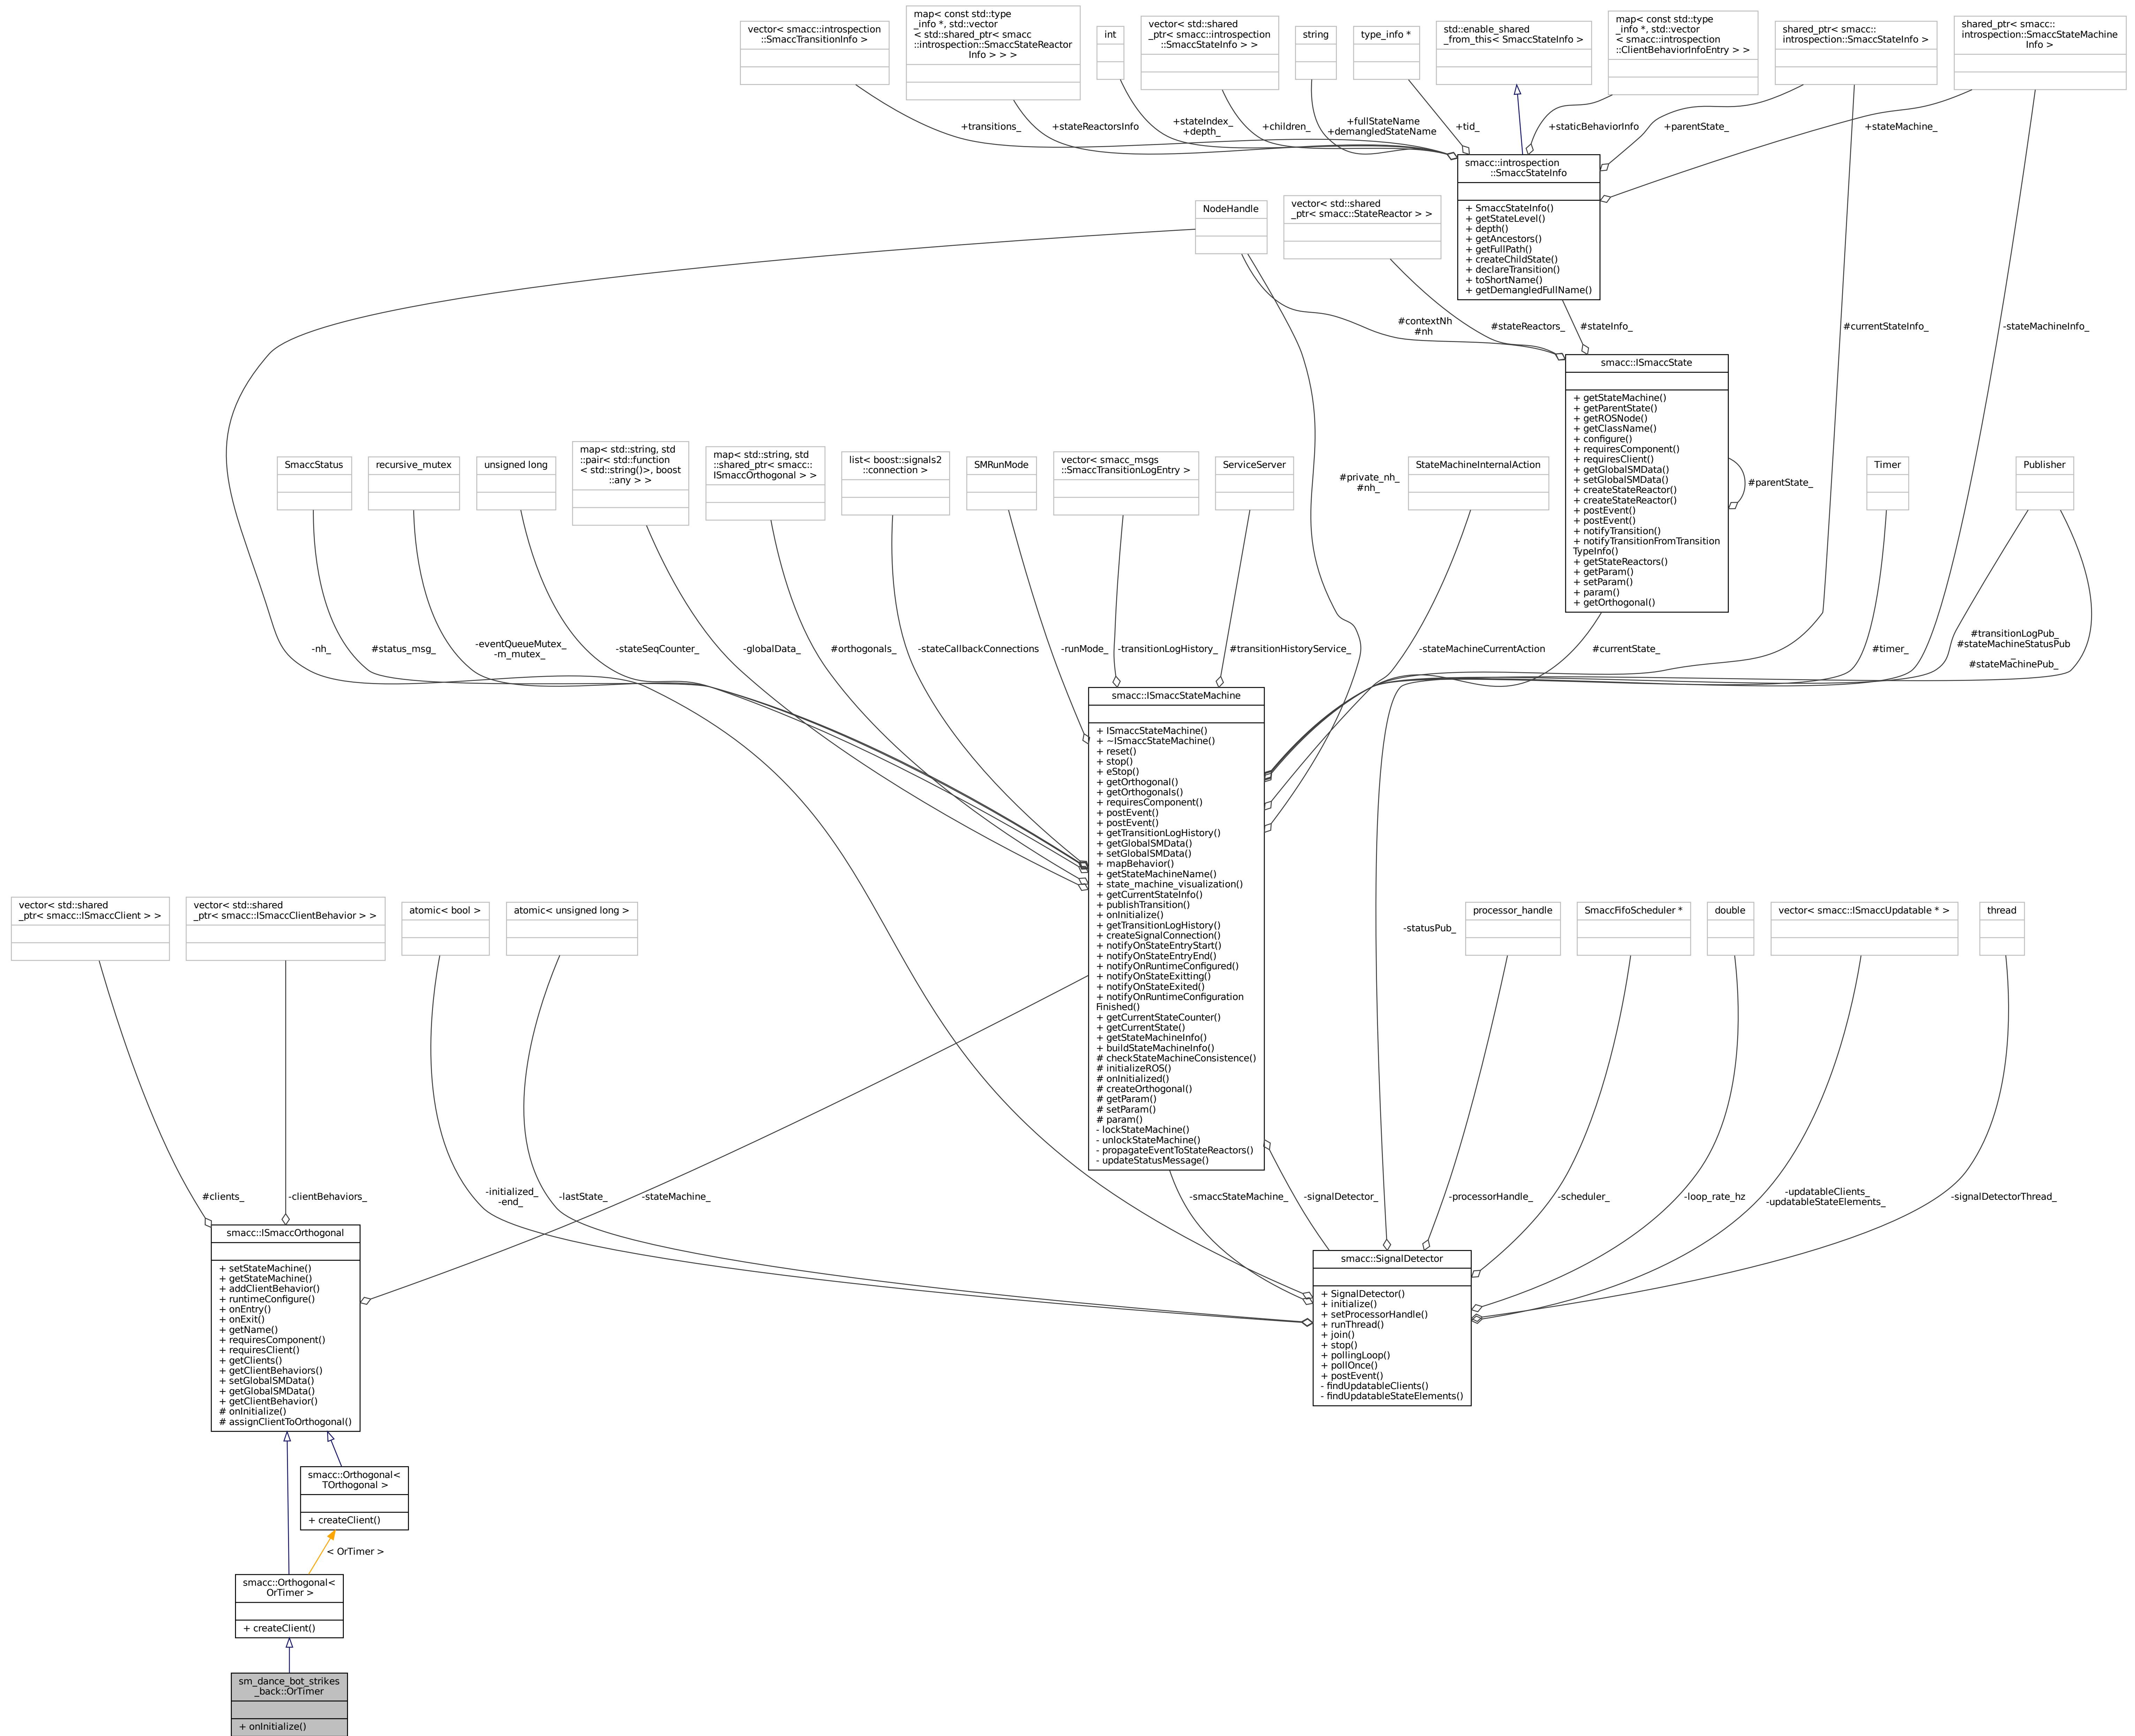 vector< smacc::introspection
::SmaccTransitionInfo >
map< const std::type
_info *, std::vector
< std::shared_ptr< smacc
::introspection::SmaccStateReactor
Info > > >
int
vector< std::shared
_ptr< smacc::introspection
::SmaccStateInfo > >
string
type_info *
std::enable_shared
_from_this< SmaccStateInfo >
map< const std::type
_info *, std::vector
< smacc::introspection
::ClientBehaviorInfoEntry > >
shared_ptr< smacc::
introspection::SmaccStateInfo >
shared_ptr< smacc::
introspection::SmaccStateMachine
Info >
+transitions_
+stateReactorsInfo
+stateIndex_
+depth_
+children_
+fullStateName
+demangledStateName
+tid_
+staticBehaviorInfo
+parentState_
+stateMachine_
smacc::introspection
::SmaccStateInfo
+ SmaccStateInfo()
+ getStateLevel()
+ depth()
+ getAncestors()
+ getFullPath()
+ createChildState()
+ declareTransition()
+ toShortName()
+ getDemangledFullName()
NodeHandle
vector< std::shared
_ptr< smacc::StateReactor > >
#contextNh
#nh
#stateReactors_
#stateInfo_
#currentStateInfo_
-stateMachineInfo_
smacc::ISmaccState
+ getStateMachine()
+ getParentState()
+ getROSNode()
+ getClassName()
+ configure()
+ requiresComponent()
+ requiresClient()
+ getGlobalSMData()
+ setGlobalSMData()
+ createStateReactor()
+ createStateReactor()
+ postEvent()
+ postEvent()
+ notifyTransition()
+ notifyTransitionFromTransition
TypeInfo()
+ getStateReactors()
+ getParam()
+ setParam()
+ param()
+ getOrthogonal()
#parentState_
SmaccStatus
recursive_mutex
unsigned long
map< std::string, std
::pair< std::function
< std::string()>, boost
::any > >
map< std::string, std
::shared_ptr< smacc::
ISmaccOrthogonal > >
list< boost::signals2
::connection >
SMRunMode
vector< smacc_msgs
::SmaccTransitionLogEntry >
ServiceServer
#private_nh_
#nh_
StateMachineInternalAction
Timer
Publisher
-nh_
#status_msg_
-eventQueueMutex_
-m_mutex_
-stateSeqCounter_
-globalData_
#orthogonals_
-stateCallbackConnections
-runMode_
-transitionLogHistory_
#transitionHistoryService_
-stateMachineCurrentAction
#currentState_
#timer_
#transitionLogPub_
#stateMachineStatusPub
_
#stateMachinePub_
smacc::ISmaccStateMachine
+ ISmaccStateMachine()
+ ~ISmaccStateMachine()
+ reset()
+ stop()
+ eStop()
+ getOrthogonal()
+ getOrthogonals()
+ requiresComponent()
+ postEvent()
+ postEvent()
+ getTransitionLogHistory()
+ getGlobalSMData()
+ setGlobalSMData()
+ mapBehavior()
+ getStateMachineName()
+ state_machine_visualization()
+ getCurrentStateInfo()
+ publishTransition()
+ onInitialize()
+ getTransitionLogHistory()
+ createSignalConnection()
+ notifyOnStateEntryStart()
+ notifyOnStateEntryEnd()
+ notifyOnRuntimeConfigured()
+ notifyOnStateExitting()
+ notifyOnStateExited()
+ notifyOnRuntimeConfiguration
Finished()
+ getCurrentStateCounter()
+ getCurrentState()
+ getStateMachineInfo()
+ buildStateMachineInfo()
# checkStateMachineConsistence()
# initializeROS()
# onInitialized()
# createOrthogonal()
# getParam()
# setParam()
# param()
- lockStateMachine()
- unlockStateMachine()
- propagateEventToStateReactors()
- updateStatusMessage()
vector< std::shared
_ptr< smacc::ISmaccClient > >
vector< std::shared
_ptr< smacc::ISmaccClientBehavior > >
atomic< bool >
atomic< unsigned long >
-statusPub_
processor_handle
SmaccFifoScheduler *
double
vector< smacc::ISmaccUpdatable * >
thread
#clients_
-clientBehaviors_
-initialized_
-end_
-lastState_
-stateMachine_
-smaccStateMachine_
-signalDetector_
-processorHandle_
-scheduler_
-loop_rate_hz
-updatableClients_
-updatableStateElements_
-signalDetectorThread_
smacc::ISmaccOrthogonal
+ setStateMachine()
+ getStateMachine()
+ addClientBehavior()
+ runtimeConfigure()
+ onEntry()
+ onExit()
+ getName()
+ requiresComponent()
+ requiresClient()
+ getClients()
+ getClientBehaviors()
+ setGlobalSMData()
+ getGlobalSMData()
+ getClientBehavior()
# onInitialize()
# assignClientToOrthogonal()
smacc::SignalDetector
+ SignalDetector()
+ initialize()
+ setProcessorHandle()
+ runThread()
+ join()
+ stop()
+ pollingLoop()
+ pollOnce()
+ postEvent()
- findUpdatableClients()
- findUpdatableStateElements()
smacc::Orthogonal<
TOrthogonal >
+ createClient()
< OrTimer >
smacc::Orthogonal<
OrTimer >
+ createClient()
sm_dance_bot_strikes
_back::OrTimer
+ onInitialize()